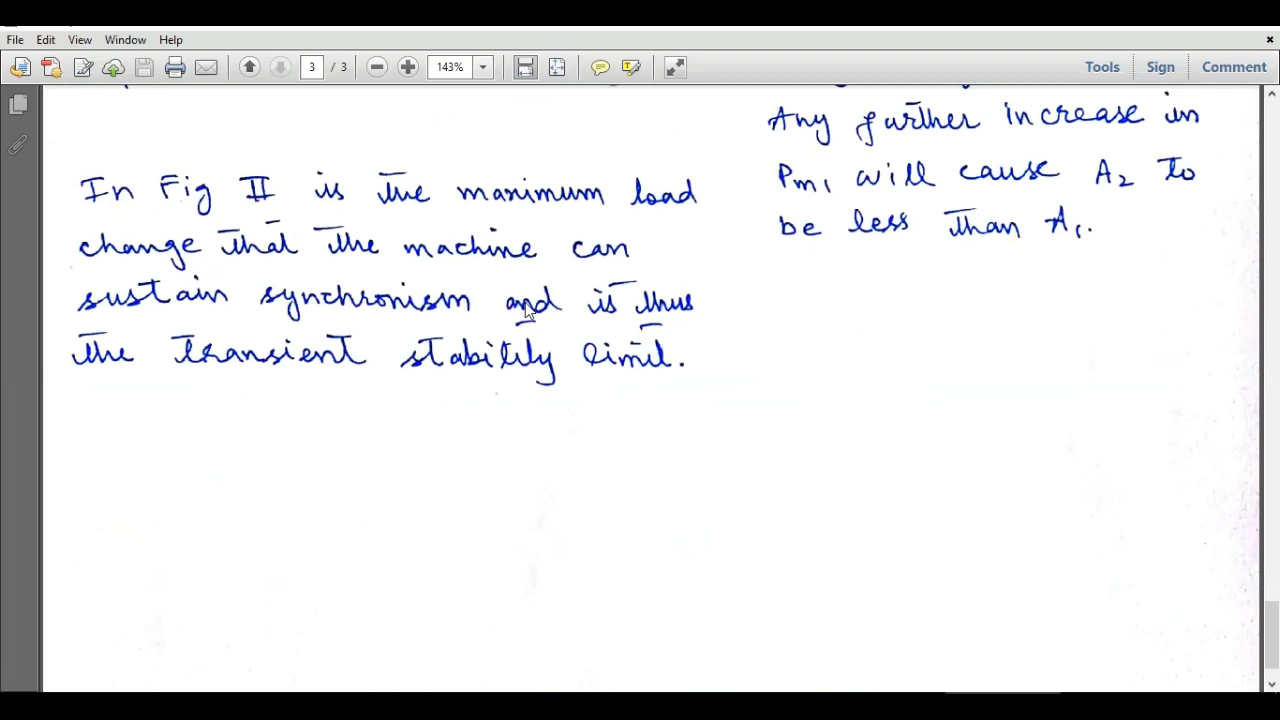 File Edit View Window Help
3 / 3 143% Tools Sign Comment
In Fig II is the maximum load
change that the machine can
sustain synchronism and is thus
the transient stability limit.
Any further increase in
Pm1 will cause A2 to
be less than A1.